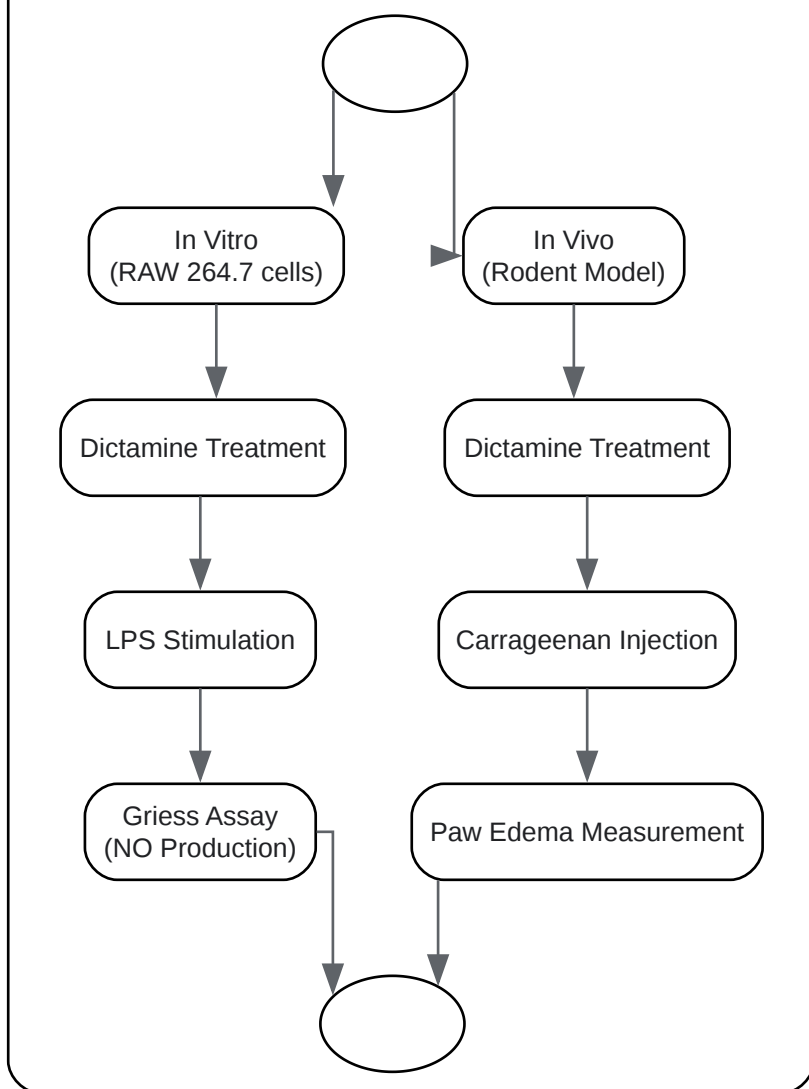 In Vitro
(RAW 264.7 cells)
In Vivo
(Rodent Model)
Dictamine Treatment
Dictamine Treatment
LPS Stimulation
Carrageenan Injection
Griess Assay
(NO Production)
Paw Edema Measurement